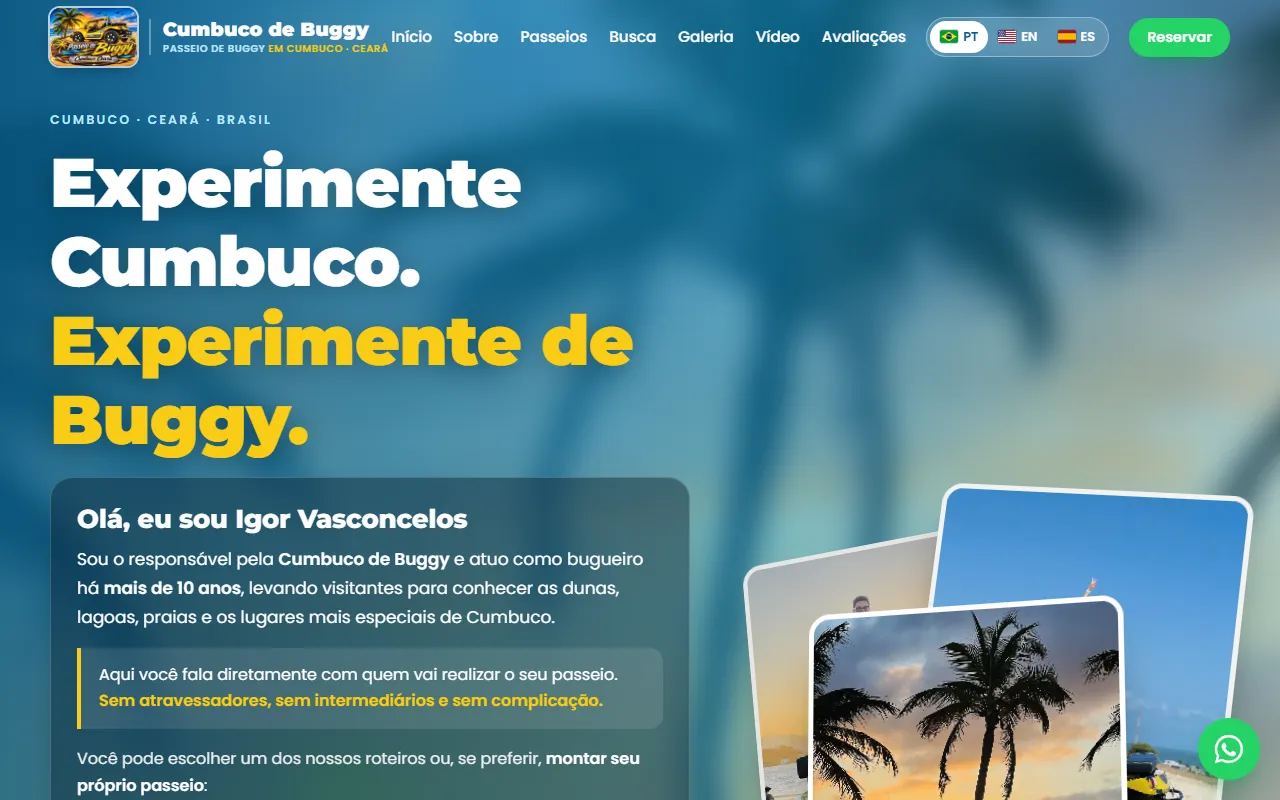 Passeio de
Buggy
Cumbuco de Buggy
PASSEIO DE BUGGY EM CUMBUCO · CEARÁ
Início
Sobre
Passeios
Busca
Galeria
Vídeo
Avaliações
PT
EN
ES
Reservar
CUMBUCO · CEARÁ · BRASIL
Experimente
Cumbuco.
Experimente de
Buggy.
Olá, eu sou Igor Vasconcelos
Sou o responsável pela Cumbuco de Buggy e atuo como bugueiro
há mais de 10 anos, levando visitantes para conhecer as dunas,
lagoas, praias e os lugares mais especiais de Cumbuco.
Aqui você fala diretamente com quem vai realizar o seu passeio.
Sem atravessadores, sem intermediários e sem complicação.
Você pode escolher um dos nossos roteiros ou, se preferir, montar seu
próprio passeio: